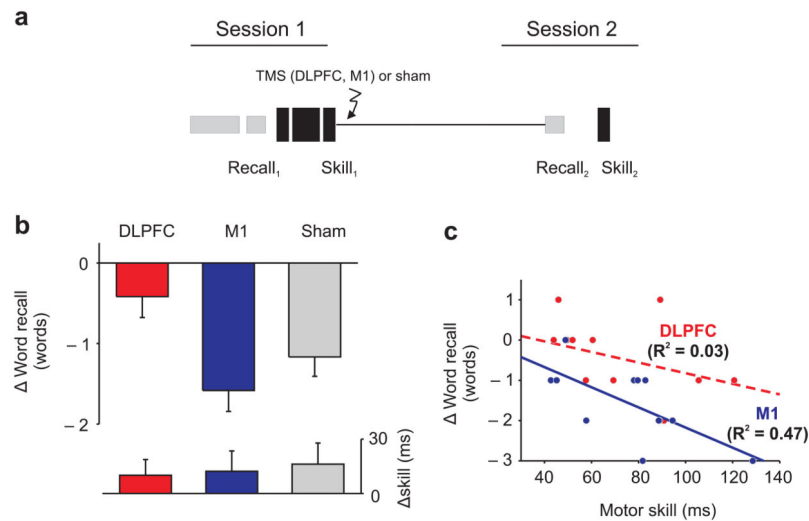 a
Session 1
Session 2
TMS (DLPFC, M1) or sham
Recall₁
Skill₁
Recall₂
Skill₂
b
DLPFC
M1
Sham
Δ Word recall
(words)
0
– 1
– 2
30
0
Δskill (ms)
c
Δ Word recall
(words)
1
0
– 1
– 2
– 3
DLPFC
(R² = 0.03)
M1
(R² = 0.47)
40
60
80
100
120
140
Motor skill (ms)